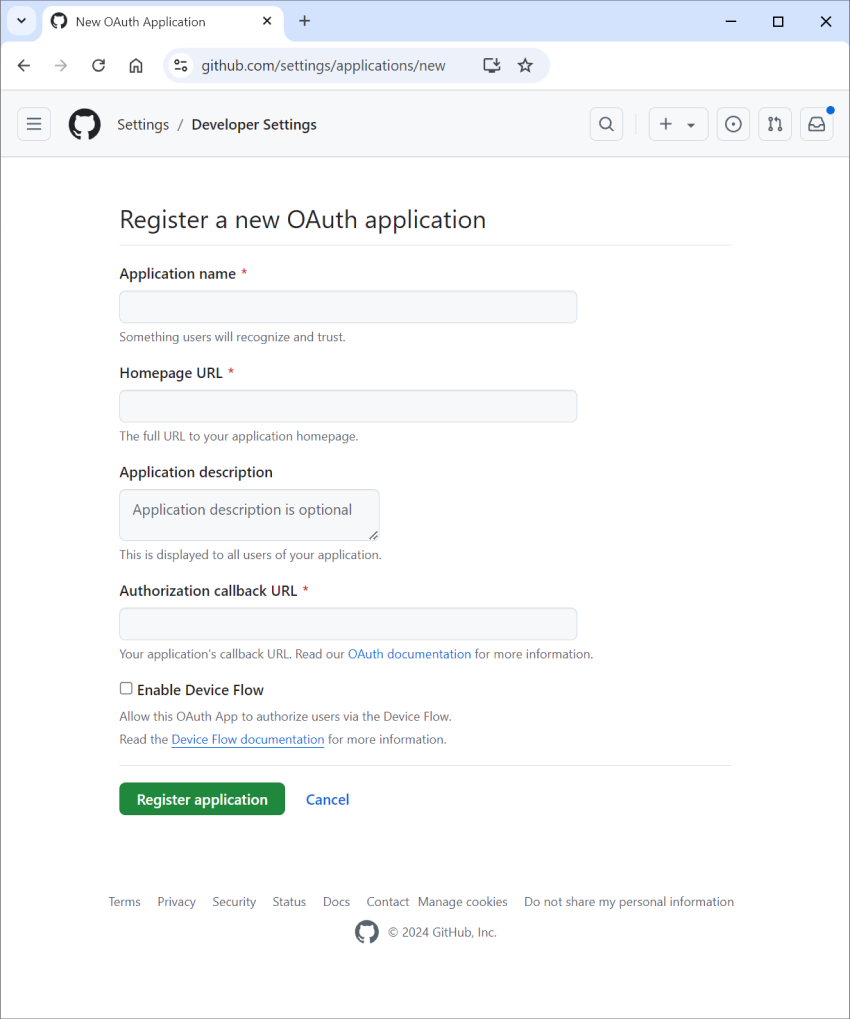 New OAuth Application
github.com/settings/applications/new
Settings / Developer Settings
Register a new OAuth application
Application name *
Something users will recognize and trust.
Homepage URL *
The full URL to your application homepage.
Application description
Application description is optional
This is displayed to all users of your application.
Authorization callback URL *
Your application's callback URL. Read our OAuth documentation for more information.
Enable Device Flow
Allow this OAuth App to authorize users via the Device Flow.
Read the Device Flow documentation for more information.
Register application Cancel
Terms Privacy Security Status Docs Contact Manage cookies Do not share my personal information
© 2024 GitHub, Inc.